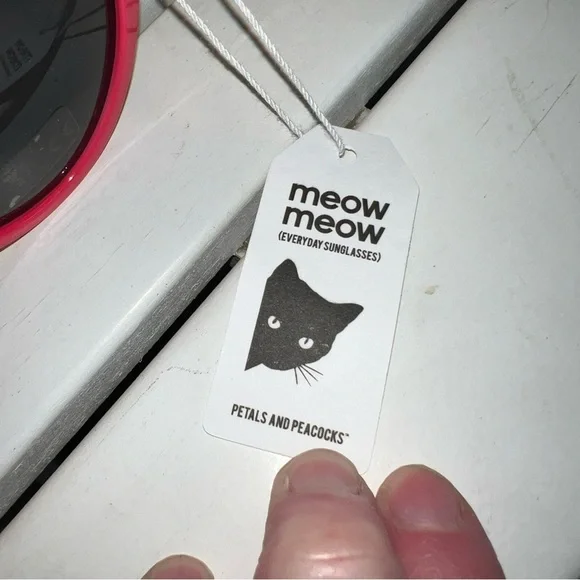 meow
meow
(EVERYDAY SUNGLASSES)
PETALS AND PEACOCKS™